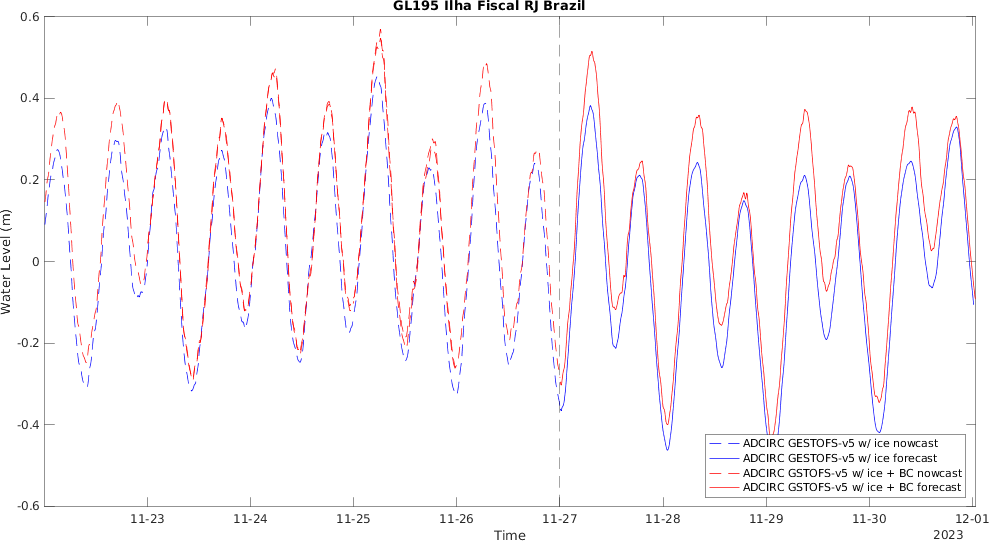 GL195 Ilha Fiscal RJ Brazil
0.6
0.4
0.2
0
-0.2
-0.4
-0.6
Water Level (m)
ADCIRC GESTOFS-v5 w/ ice nowcast
ADCIRC GESTOFS-v5 w/ ice forecast
ADCIRC GSTOFS-v5 w/ ice + BC nowcast
ADCIRC GSTOFS-v5 w/ ice + BC forecast
11-23
11-24
11-25
11-26
11-27
11-28
11-29
11-30
12-01
Time
2023